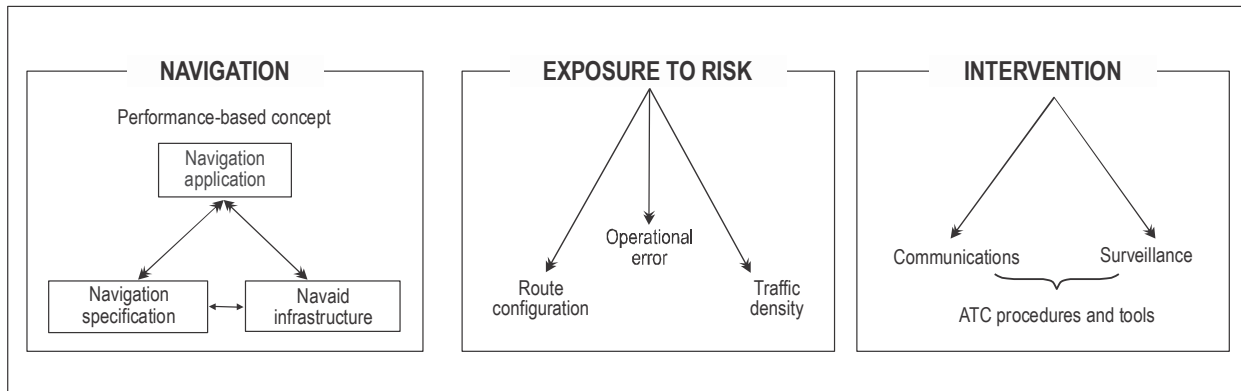 NAVIGATION
Performance-based concept
Navigation
application
Navigation
specification
Navaid
infrastructure
EXPOSURE TO RISK
Operational
error
Route
configuration
Traffic
density
INTERVENTION
Communications
Surveillance
ATC procedures and tools